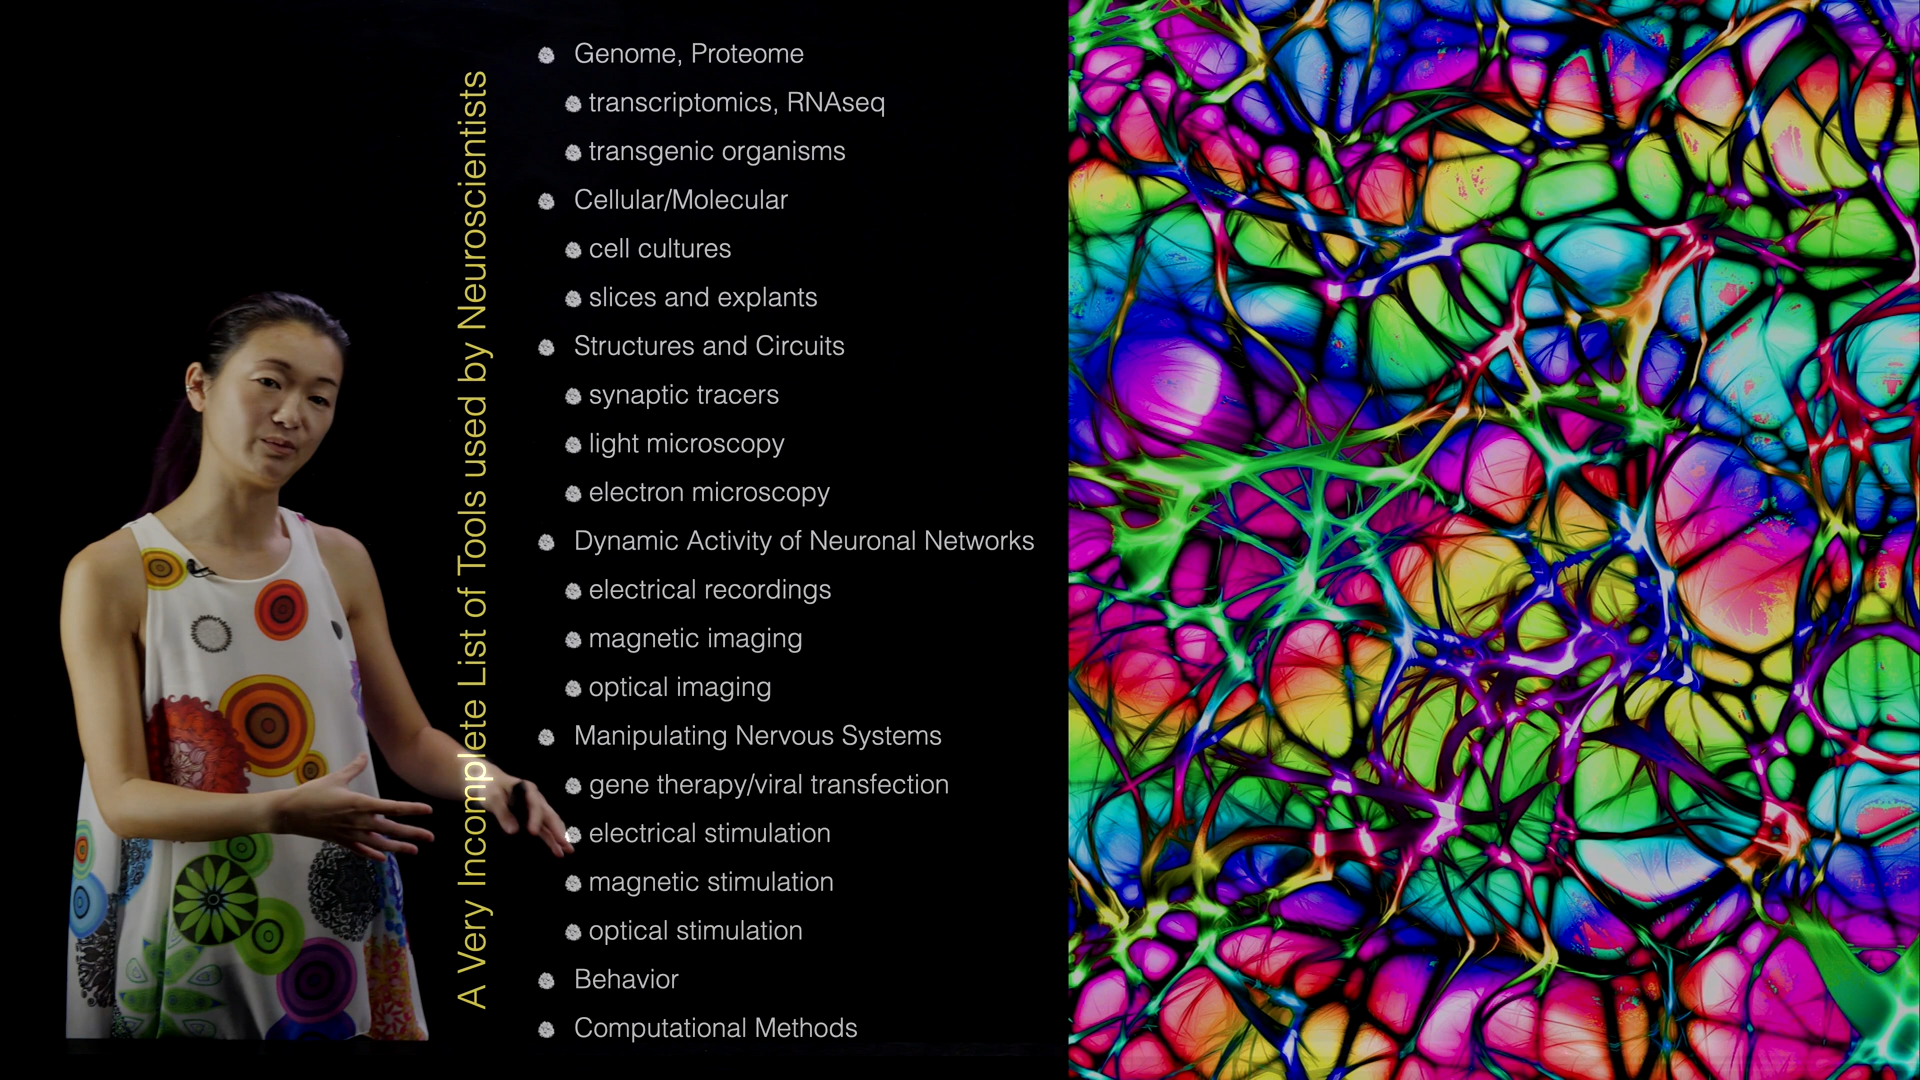 A Very Incomplete List of Tools used by Neuroscientists
Genome, Proteome
transcriptomics, RNAseq
transgenic organisms
Cellular/Molecular
cell cultures
slices and explants
Structures and Circuits
synaptic tracers
light microscopy
electron microscopy
Dynamic Activity of Neuronal Networks
electrical recordings
magnetic imaging
optical imaging
Manipulating Nervous Systems
gene therapy/viral transfection
electrical stimulation
magnetic stimulation
optical stimulation
Behavior
Computational Methods